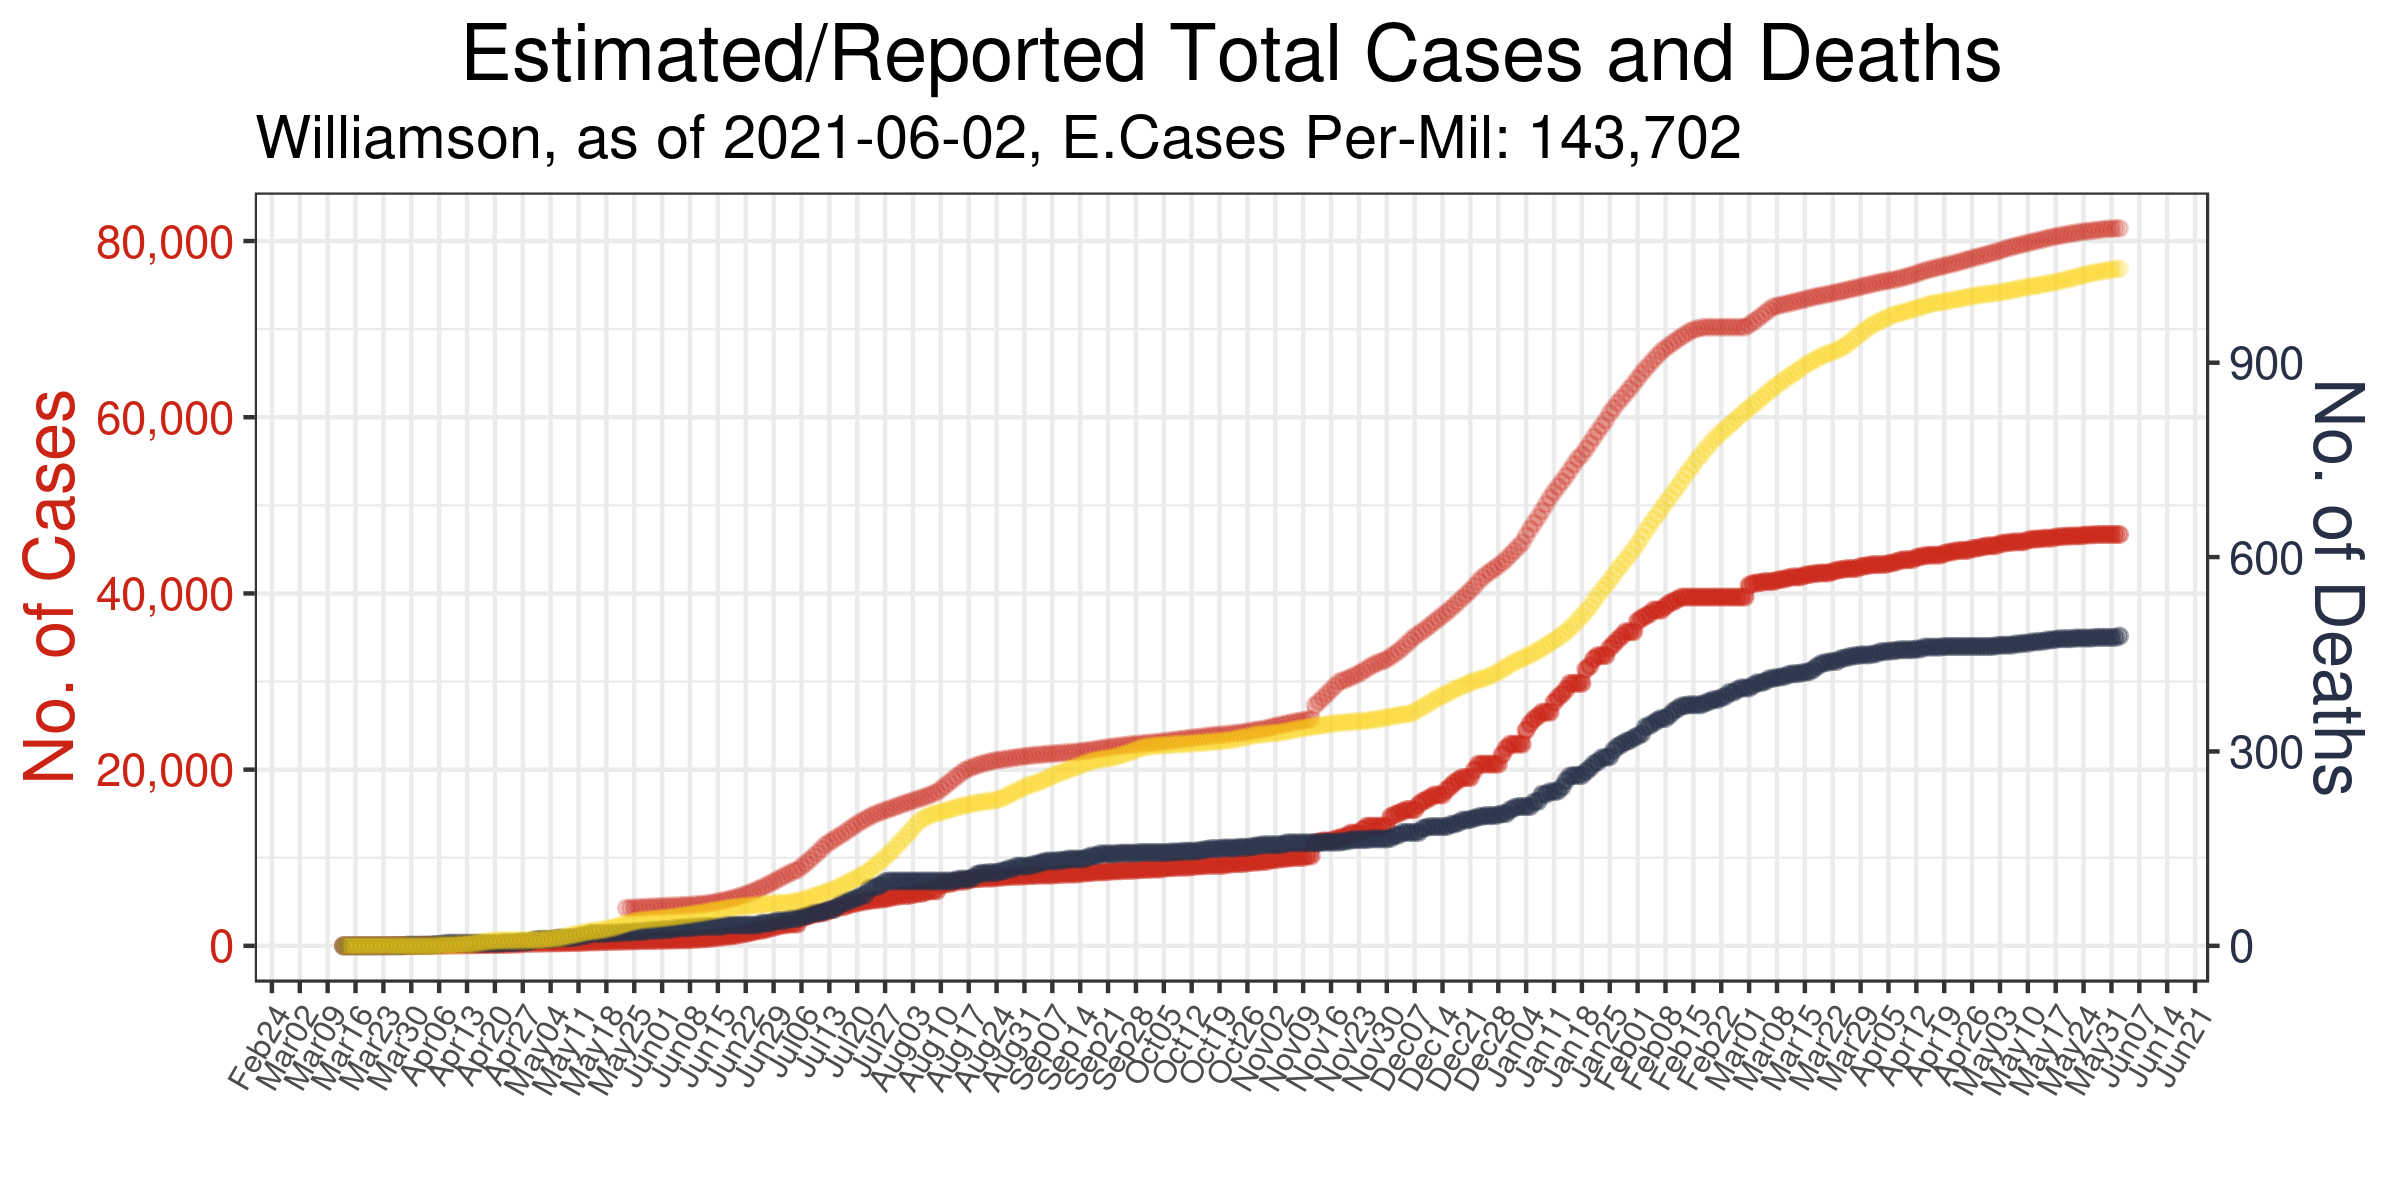 Estimated/Reported Total Cases and Deaths
Williamson, as of 2021-06-02, E.Cases Per-Mil: 143,702
No. of Cases
80,000
60,000
40,000
20,000
0
900
600
300
0
No. of Deaths
Feb24
Mar02
Mar09
Mar16
Mar23
Mar30
Apr06
Apr13
Apr20
Apr27
May04
May11
May18
May25
Jun01
Jun08
Jun15
Jun22
Jun29
Jul06
Jul13
Jul20
Jul27
Aug03
Aug10
Aug17
Aug24
Aug31
Sep07
Sep14
Sep21
Sep28
Oct05
Oct12
Oct19
Oct26
Nov02
Nov09
Nov16
Nov23
Nov30
Dec07
Dec14
Dec21
Dec28
Jan04
Jan11
Jan18
Jan25
Feb01
Feb08
Feb15
Feb22
Mar01
Mar08
Mar15
Mar22
Mar29
Apr05
Apr12
Apr19
Apr26
May03
May10
May17
May24
May31
Jun07
Jun14
Jun21